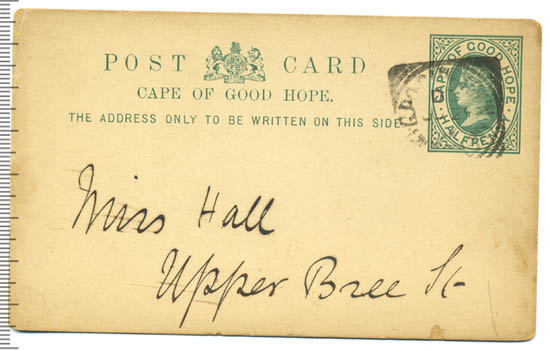 POST CARD
CAPE OF GOOD HOPE.
THE ADDRESS ONLY TO BE WRITTEN ON THIS SIDE.
CAPE OF GOOD HOPE.
HALFPENNY.
Miss Hall
Upper Bree St